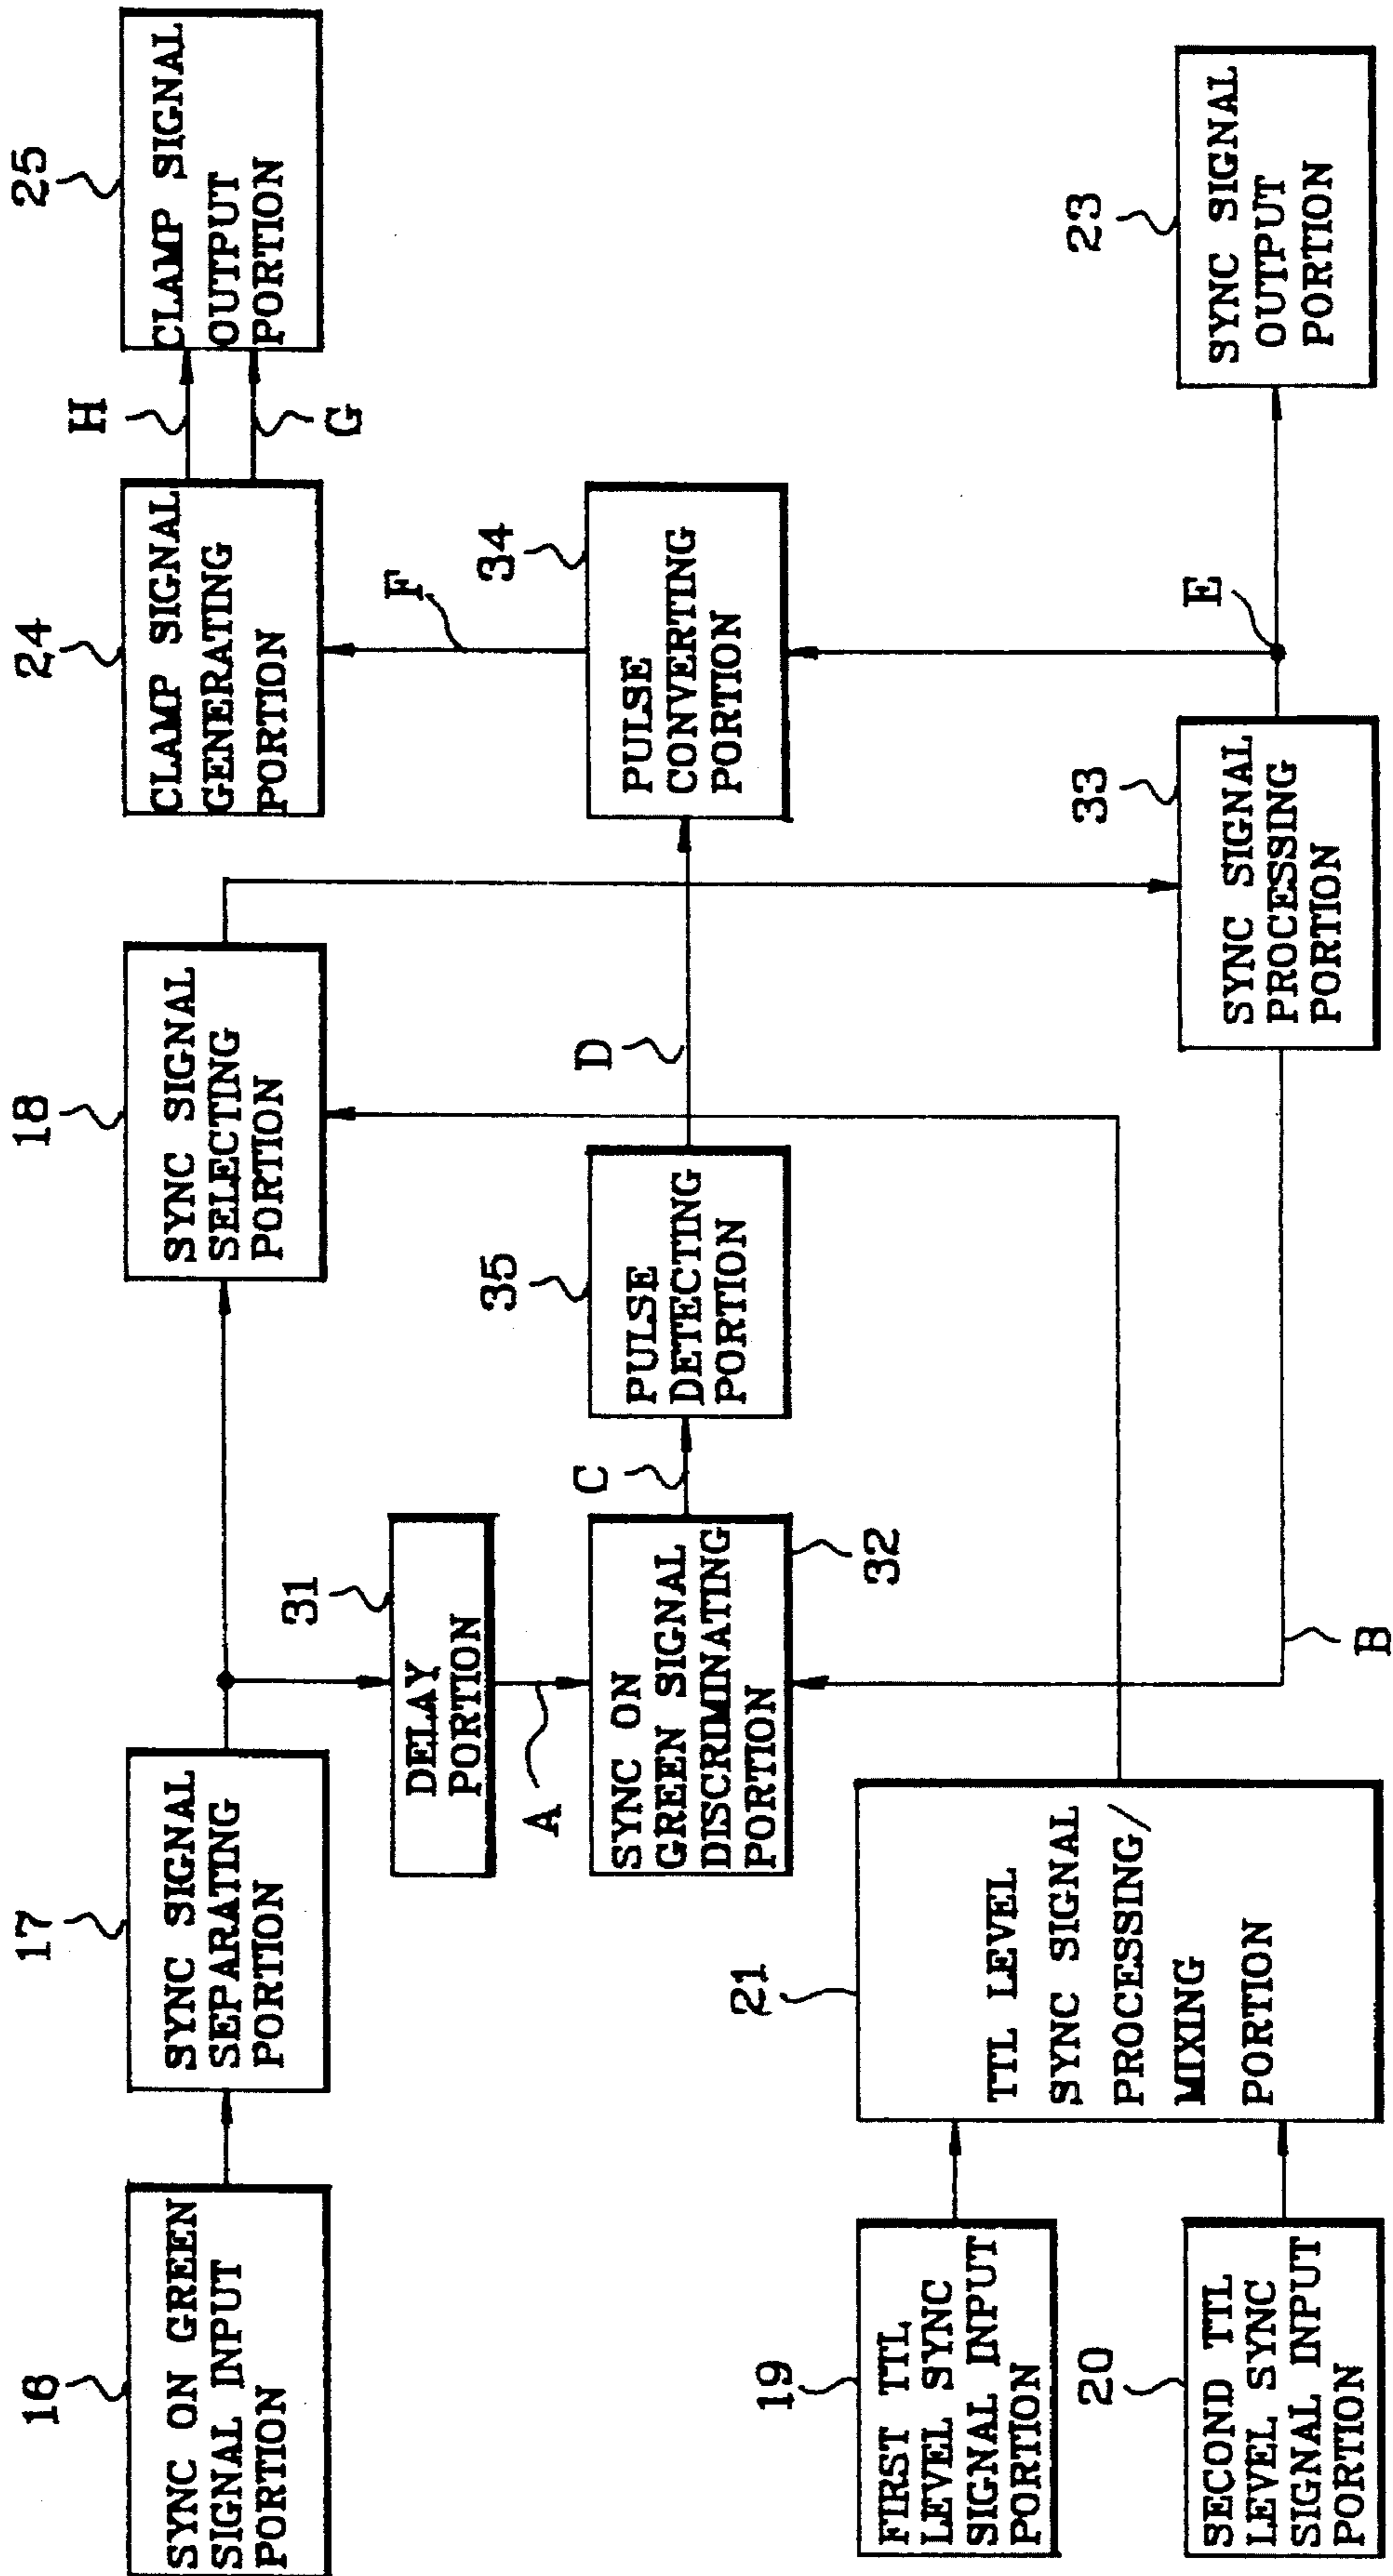 16
SYNC ON GREEN
SIGNAL INPUT
PORTION
17
SYNC SIGNAL
SEPARATING
PORTION
18
SYNC SIGNAL
SELECTING
PORTION
24
CLAMP SIGNAL
GENERATING
PORTION
H
G
25
CLAMP SIGNAL
OUTPUT
PORTION
31
DELAY
PORTION
A
SYNC ON
GREEN SIGNAL
DISCRIMINATING
PORTION
32
C
35
PULSE
DETECTING
PORTION
D
34
PULSE
CONVERTING
PORTION
F
19
FIRST TTL
LEVEL SYNC
SIGNAL INPUT
PORTION
20
SECOND TTL
LEVEL SYNC
SIGNAL INPUT
PORTION
21
TTL LEVEL
SYNC SIGNAL
PROCESSING/
MIXING
PORTION
B
33
SYNC SIGNAL
PROCESSING
PORTION
E
23
SYNC SIGNAL
OUTPUT
PORTION